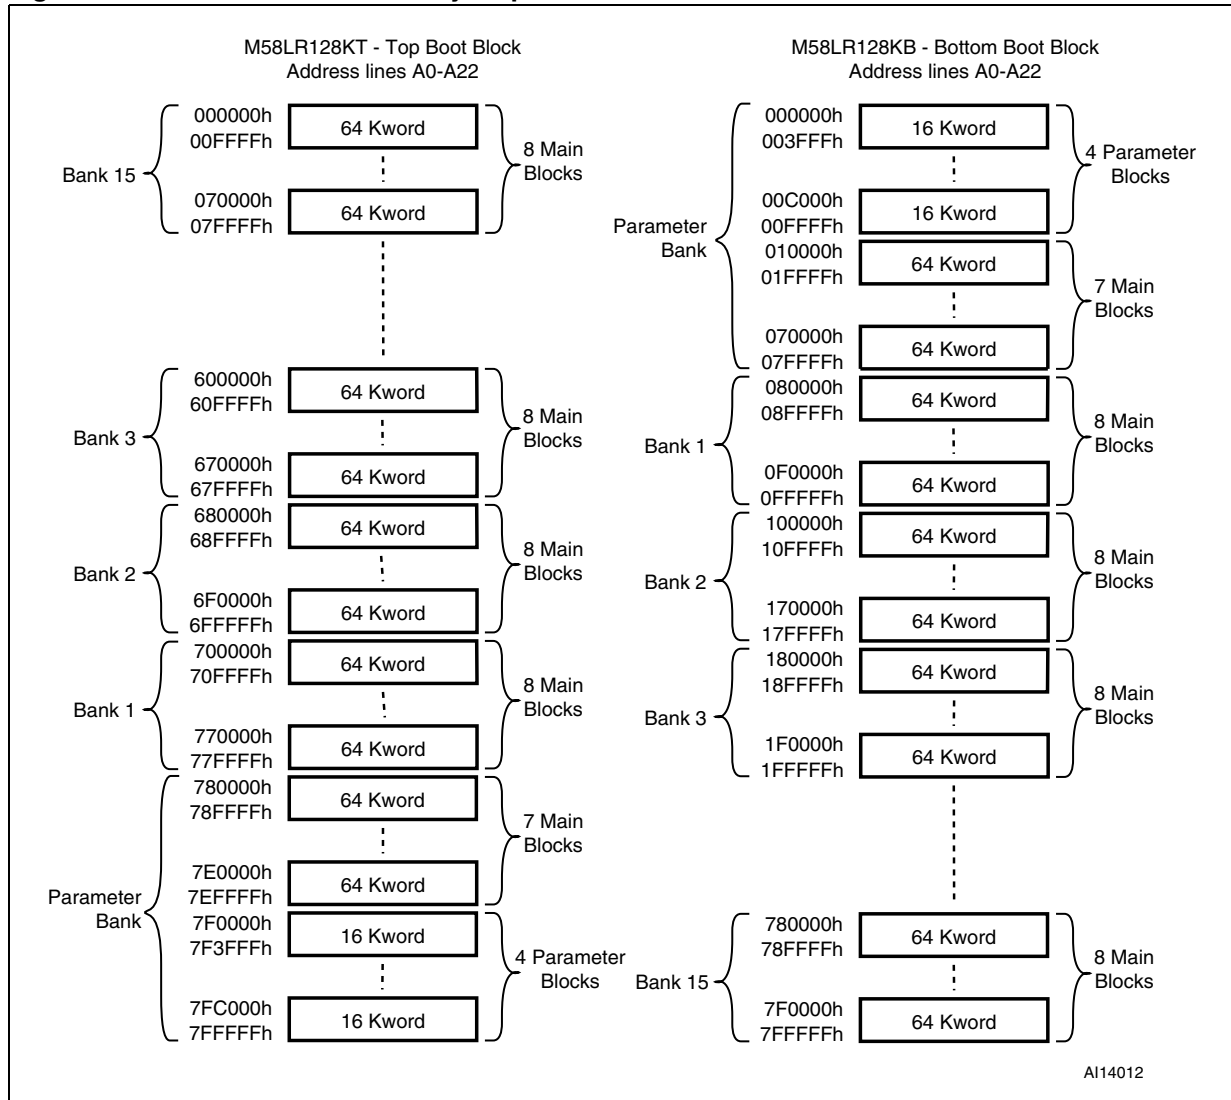 M58LR128KT - Top Boot Block
Address lines A0-A22
000000h
00FFFFh
64 Kword
Bank 15
8 Main
Blocks
070000h
07FFFFh
64 Kword
600000h
60FFFFh
64 Kword
Bank 3
8 Main
Blocks
670000h
67FFFFh
64 Kword
680000h
68FFFFh
64 Kword
Bank 2
8 Main
Blocks
6F0000h
6FFFFFh
64 Kword
700000h
70FFFFh
64 Kword
Bank 1
8 Main
Blocks
770000h
77FFFFh
64 Kword
780000h
78FFFFh
64 Kword
7 Main
Blocks
7E0000h
7EFFFFh
64 Kword
Parameter
Bank
7F0000h
7F3FFFh
16 Kword
4 Parameter
Blocks
7FC000h
7FFFFFh
16 Kword
M58LR128KB - Bottom Boot Block
Address lines A0-A22
000000h
003FFFh
16 Kword
4 Parameter
Blocks
00C000h
00FFFFh
16 Kword
Parameter
Bank
010000h
01FFFFh
64 Kword
7 Main
Blocks
070000h
07FFFFh
64 Kword
080000h
08FFFFh
64 Kword
Bank 1
8 Main
Blocks
0F0000h
0FFFFFh
64 Kword
100000h
10FFFFh
64 Kword
Bank 2
8 Main
Blocks
170000h
17FFFFh
64 Kword
180000h
18FFFFh
64 Kword
Bank 3
8 Main
Blocks
1F0000h
1FFFFFh
64 Kword
780000h
78FFFFh
64 Kword
Bank 15
8 Main
Blocks
7F0000h
7FFFFFh
64 Kword
AI14012